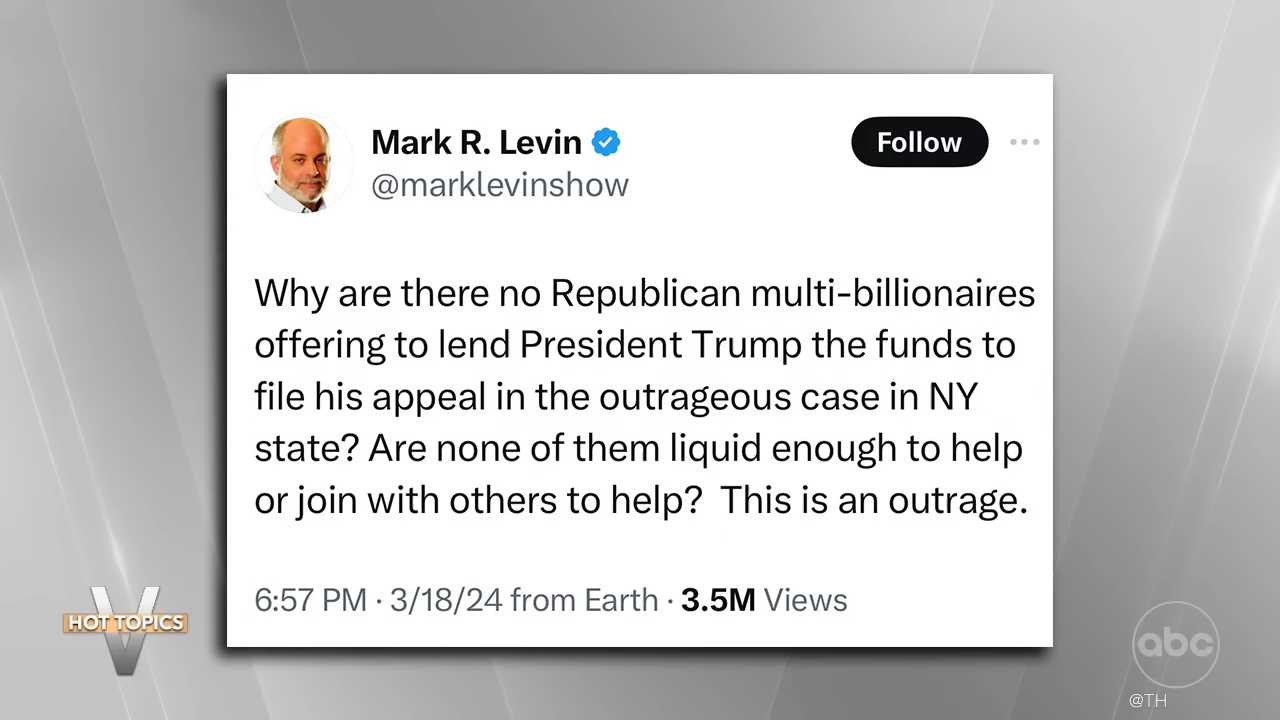 Mark R. Levin
Follow
@marklevinshow
Why are there no Republican multi-billionaires
offering to lend President Trump the funds to
file his appeal in the outrageous case in NY
state? Are none of them liquid enough to help
or join with others to help?  This is an outrage.
6:57 PM · 3/18/24 from Earth · 3.5M Views
V
HOT TOPICS
abc
@TH